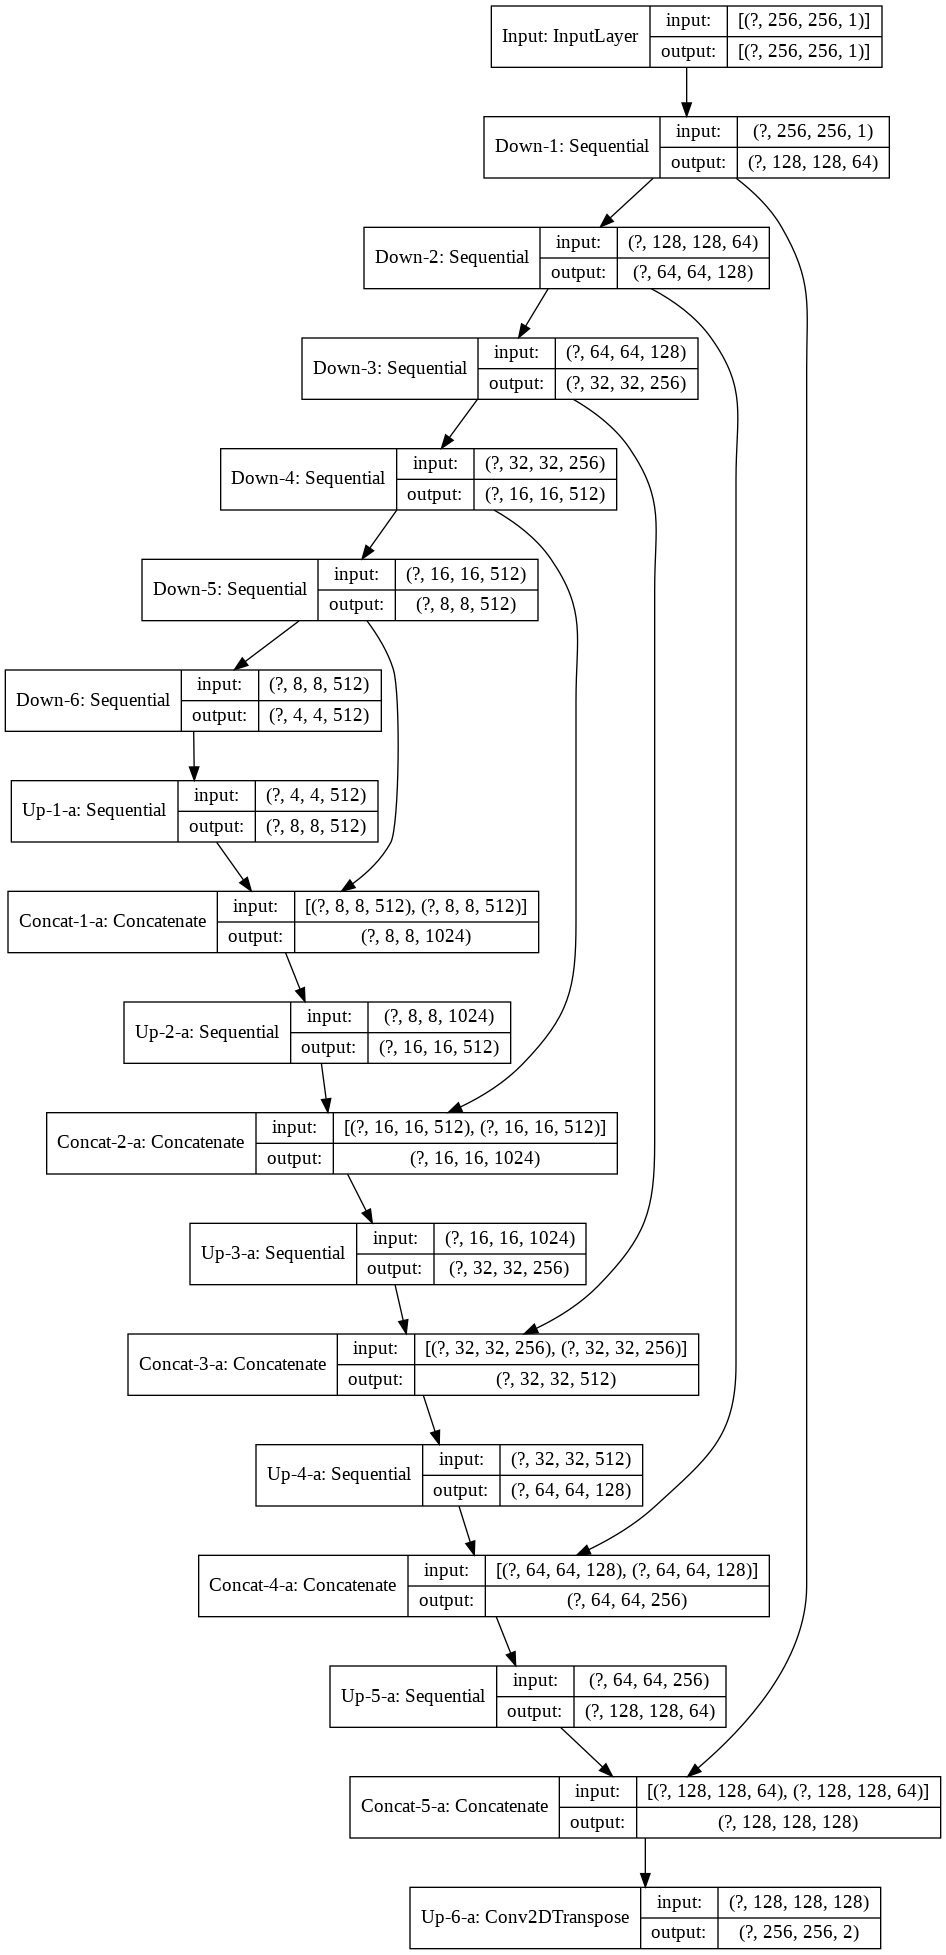 Input: InputLayer
input: [(?, 256, 256, 1)]
output: [(?, 256, 256, 1)]
Down-1: Sequential
input: (?, 256, 256, 1)
output: (?, 128, 128, 64)
Down-2: Sequential
input: (?, 128, 128, 64)
output: (?, 64, 64, 128)
Down-3: Sequential
input: (?, 64, 64, 128)
output: (?, 32, 32, 256)
Down-4: Sequential
input: (?, 32, 32, 256)
output: (?, 16, 16, 512)
Down-5: Sequential
input: (?, 16, 16, 512)
output: (?, 8, 8, 512)
Down-6: Sequential
input: (?, 8, 8, 512)
output: (?, 4, 4, 512)
Up-1-a: Sequential
input: (?, 4, 4, 512)
output: (?, 8, 8, 512)
Concat-1-a: Concatenate
input: [(?, 8, 8, 512), (?, 8, 8, 512)]
output: (?, 8, 8, 1024)
Up-2-a: Sequential
input: (?, 8, 8, 1024)
output: (?, 16, 16, 512)
Concat-2-a: Concatenate
input: [(?, 16, 16, 512), (?, 16, 16, 512)]
output: (?, 16, 16, 1024)
Up-3-a: Sequential
input: (?, 16, 16, 1024)
output: (?, 32, 32, 256)
Concat-3-a: Concatenate
input: [(?, 32, 32, 256), (?, 32, 32, 256)]
output: (?, 32, 32, 512)
Up-4-a: Sequential
input: (?, 32, 32, 512)
output: (?, 64, 64, 128)
Concat-4-a: Concatenate
input: [(?, 64, 64, 128), (?, 64, 64, 128)]
output: (?, 64, 64, 256)
Up-5-a: Sequential
input: (?, 64, 64, 256)
output: (?, 128, 128, 64)
Concat-5-a: Concatenate
input: [(?, 128, 128, 64), (?, 128, 128, 64)]
output: (?, 128, 128, 128)
Up-6-a: Conv2DTranspose
input: (?, 128, 128, 128)
output: (?, 256, 256, 2)